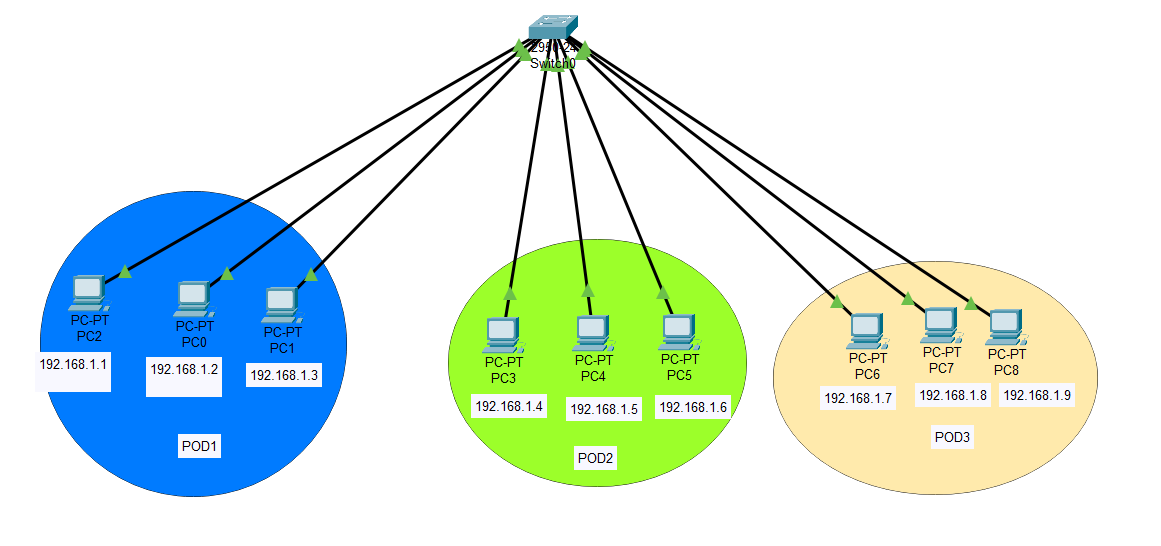 2950-24
Switch0
PC-PT
PC2
192.168.1.1
PC-PT
PC0
192.168.1.2
PC-PT
PC1
192.168.1.3
POD1
PC-PT
PC3
192.168.1.4
PC-PT
PC4
192.168.1.5
PC-PT
PC5
192.168.1.6
POD2
PC-PT
PC6
192.168.1.7
PC-PT
PC7
192.168.1.8
PC-PT
PC8
192.168.1.9
POD3